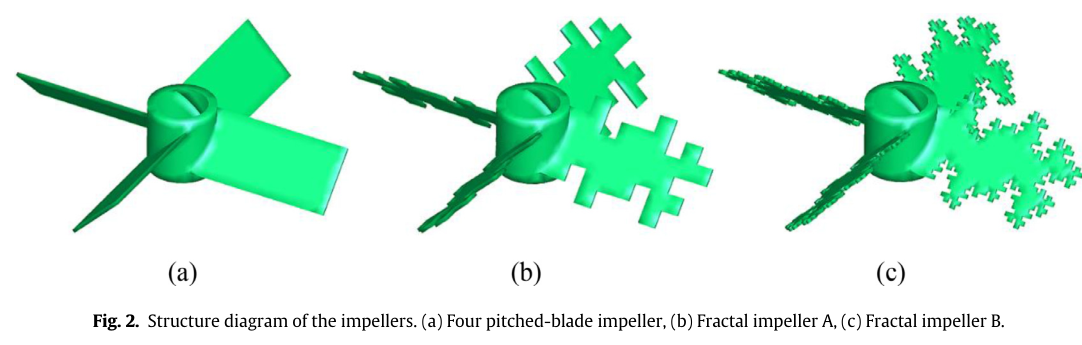 (a) (b) (c)
Fig. 2. Structure diagram of the impellers. (a) Four pitched-blade impeller, (b) Fractal impeller A, (c) Fractal impeller B.